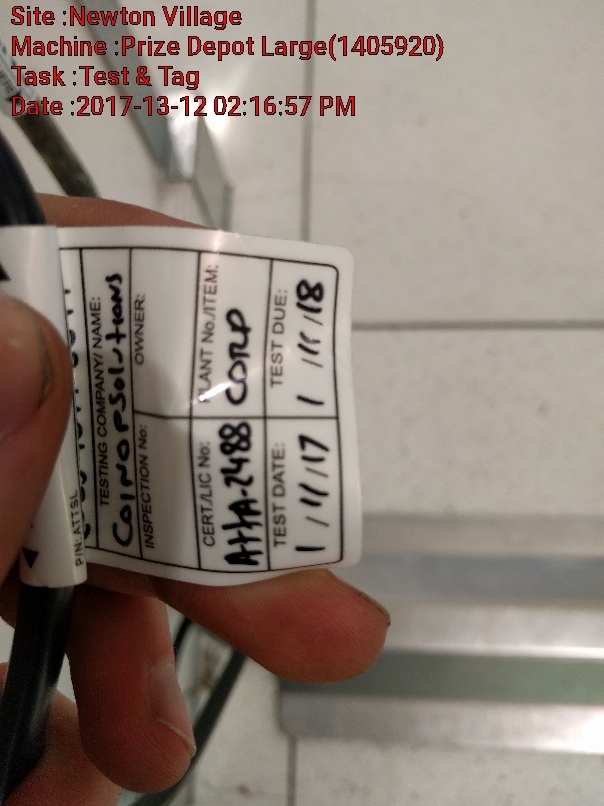 Site :Newton Village
Machine :Prize Depot Large(1405920)
Task :Test & Tag
Date :2017-13-12 02:16:57 PM
TESTING COMPANY/ NAME:
COINOPSolutions
INSPECTION No:
OWNER:
CERT/LIC No:
PLANT No./ITEM:
CORP
TEST DATE:
TEST DUE:
1/11/17
1/11/18
P/N: ATTSL